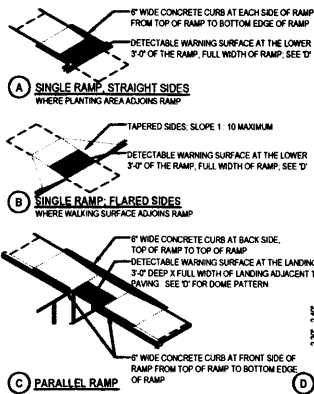 6" WIDE CONCRETE CURB AT EACH SIDE OF RAMP
FROM TOP OF RAMP TO BOTTOM EDGE OF RAMP
DETECTABLE WARNING SURFACE AT THE LOWER
3'-0" OF THE RAMP, FULL WIDTH OF RAMP; SEE 'D'
A SINGLE RAMP, STRAIGHT SIDES
WHERE PLANTING AREA ADJOINS RAMP
TAPERED SIDES; SLOPE 1 : 10 MAXIMUM
DETECTABLE WARNING SURFACE AT THE LOWER
3'-0" OF THE RAMP, FULL WIDTH OF RAMP, SEE 'D'
B SINGLE RAMP; FLARED SIDES
WHERE WALKING SURFACE ADJOINS RAMP
6" WIDE CONCRETE CURB AT BACK SIDE,
TOP OF RAMP TO TOP OF RAMP
DETECTABLE WARNING SURFACE AT THE LANDING
3'-0" DEEP X FULL WIDTH OF LANDING ADJACENT T
PAVING. SEE 'D' FOR DOME PATTERN
6" WIDE CONCRETE CURB AT FRONT SIDE OF
RAMP FROM TOP OF RAMP TO BOTTOM EDGE
OF RAMP
C PARALLEL RAMP
D